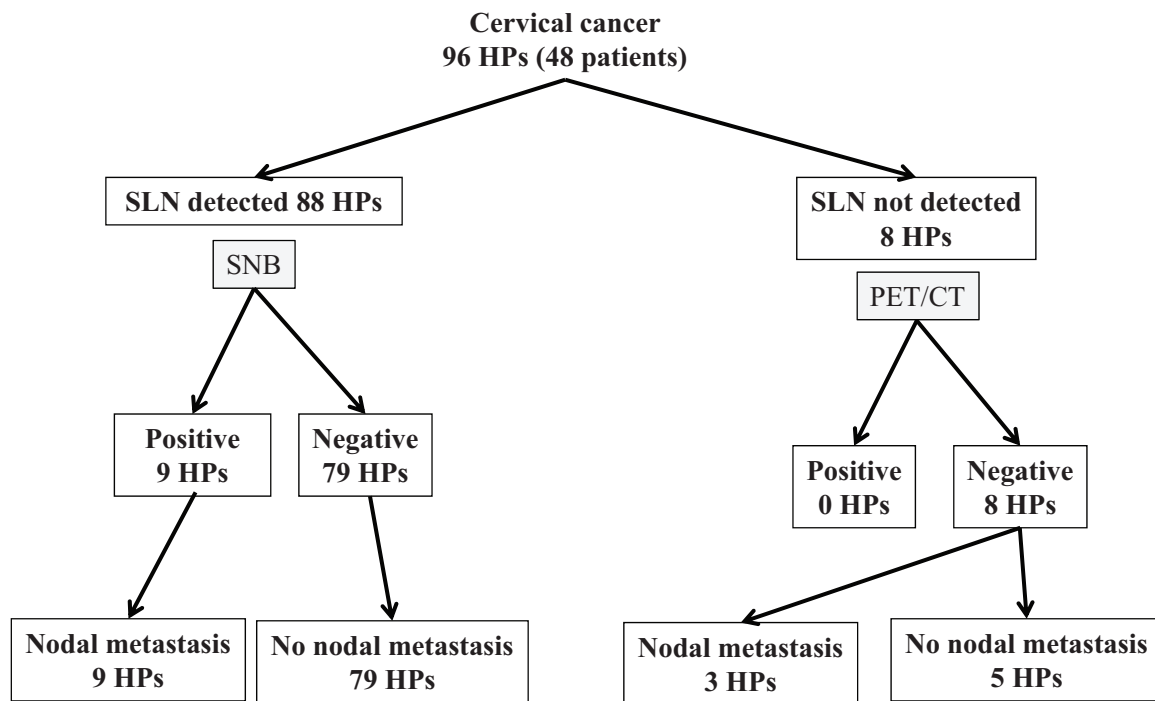 Cervical cancer
96 HPs (48 patients)
SLN detected 88 HPs
SLN not detected
8 HPs
SNB
PET/CT
Positive
9 HPs
Negative
79 HPs
Positive
0 HPs
Negative
8 HPs
Nodal metastasis
9 HPs
No nodal metastasis
79 HPs
Nodal metastasis
3 HPs
No nodal metastasis
5 HPs